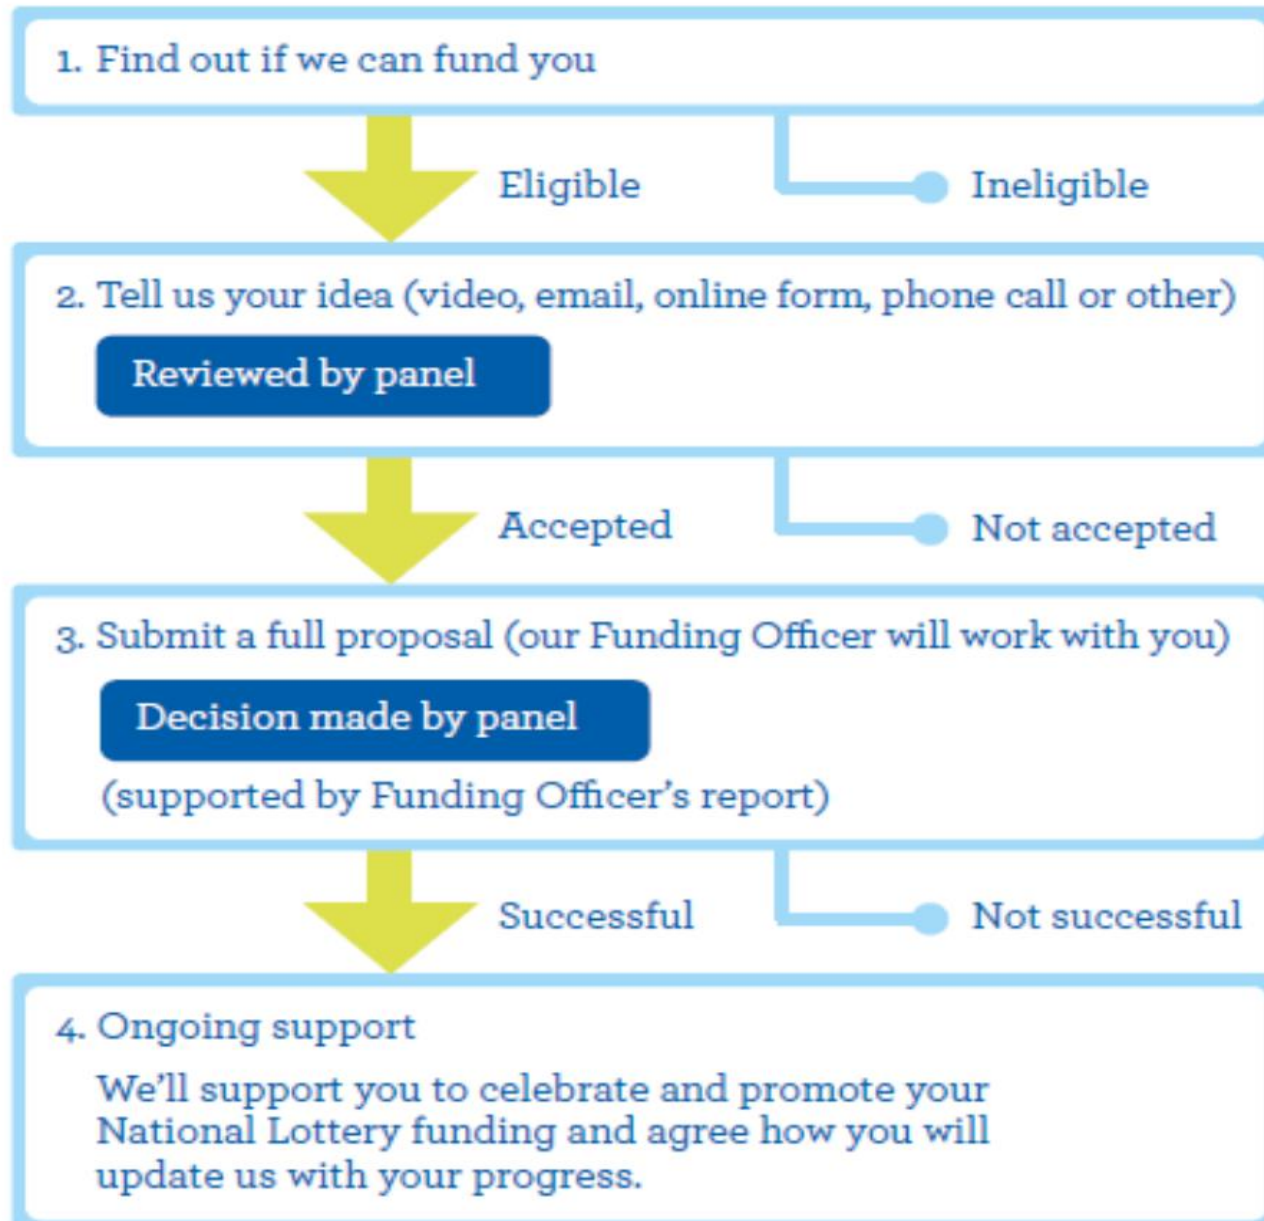 1. Find out if we can fund you
Eligible
Ineligible
2. Tell us your idea (video, email, online form, phone call or other)
Reviewed by panel
Accepted
Not accepted
3. Submit a full proposal (our Funding Officer will work with you)
Decision made by panel
(supported by Funding Officer’s report)
Successful
Not successful
4. Ongoing support
We’ll support you to celebrate and promote your
National Lottery funding and agree how you will
update us with your progress.